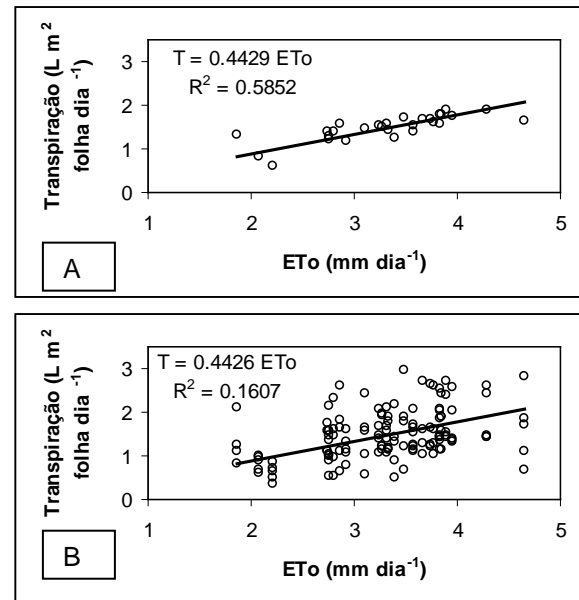 T = 0.4429 ETo
R² = 0.5852
Transpiração (L m²
folha dia ⁻¹)
3
2
1
0
1 2 3 4 5
ETo (mm dia⁻¹)
A
T = 0.4426 ETo
R² = 0.1607
Transpiração (L m²
folha dia ⁻¹)
3
2
1
0
1 2 3 4 5
ETo (mm dia⁻¹)
B